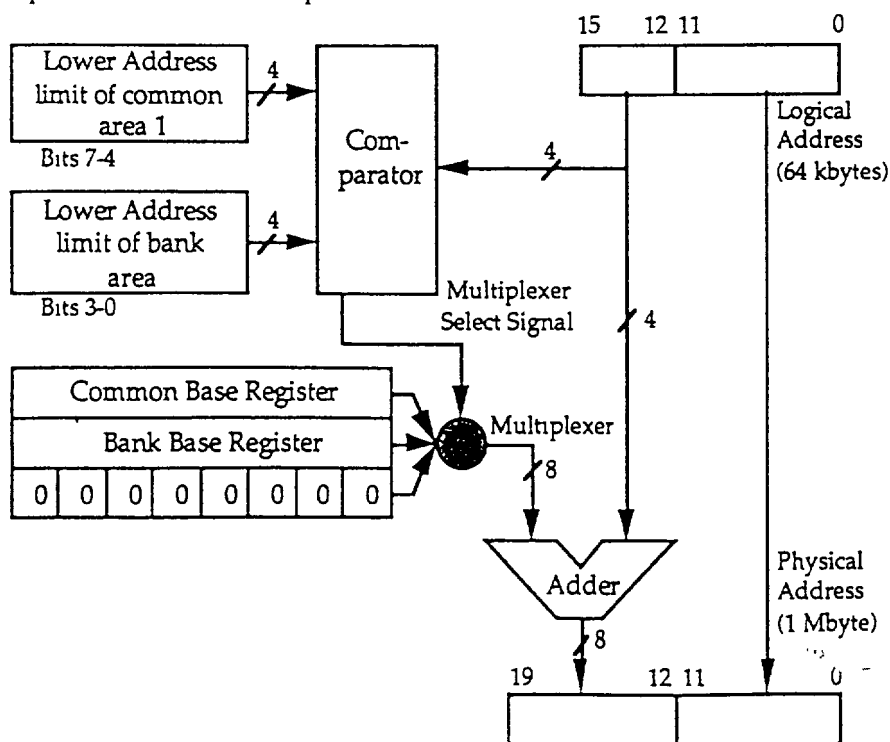 15 12 11 0
Lower Address
limit of common
area 1
4
Bits 7-4
Com-
parator
4
Logical
Address
(64 kbytes)
Lower Address
limit of bank
area
4
Bits 3-0
Multiplexer
Select Signal
4
Common Base Register
Bank Base Register
0 0 0 0 0 0 0 0
Multiplexer
8
Adder
Physical
Address
(1 Mbyte)
8
19 12 11 0